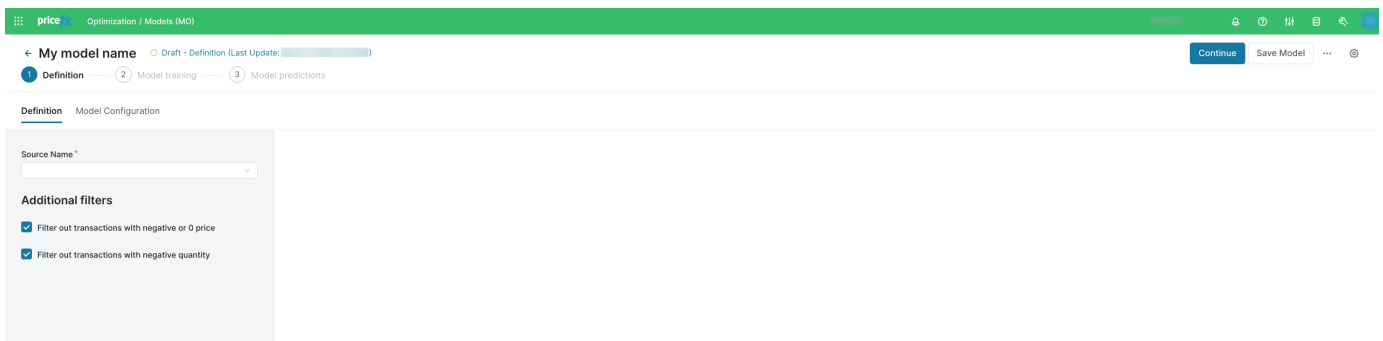 pricefx Optimization / Models (MO)
My model name Draft - Definition (Last Update: )
Continue Save Model ...
1 Definition 2 Model training 3 Model predictions
Definition Model Configuration
Source Name *
Additional filters
Filter out transactions with negative or 0 price
Filter out transactions with negative quantity